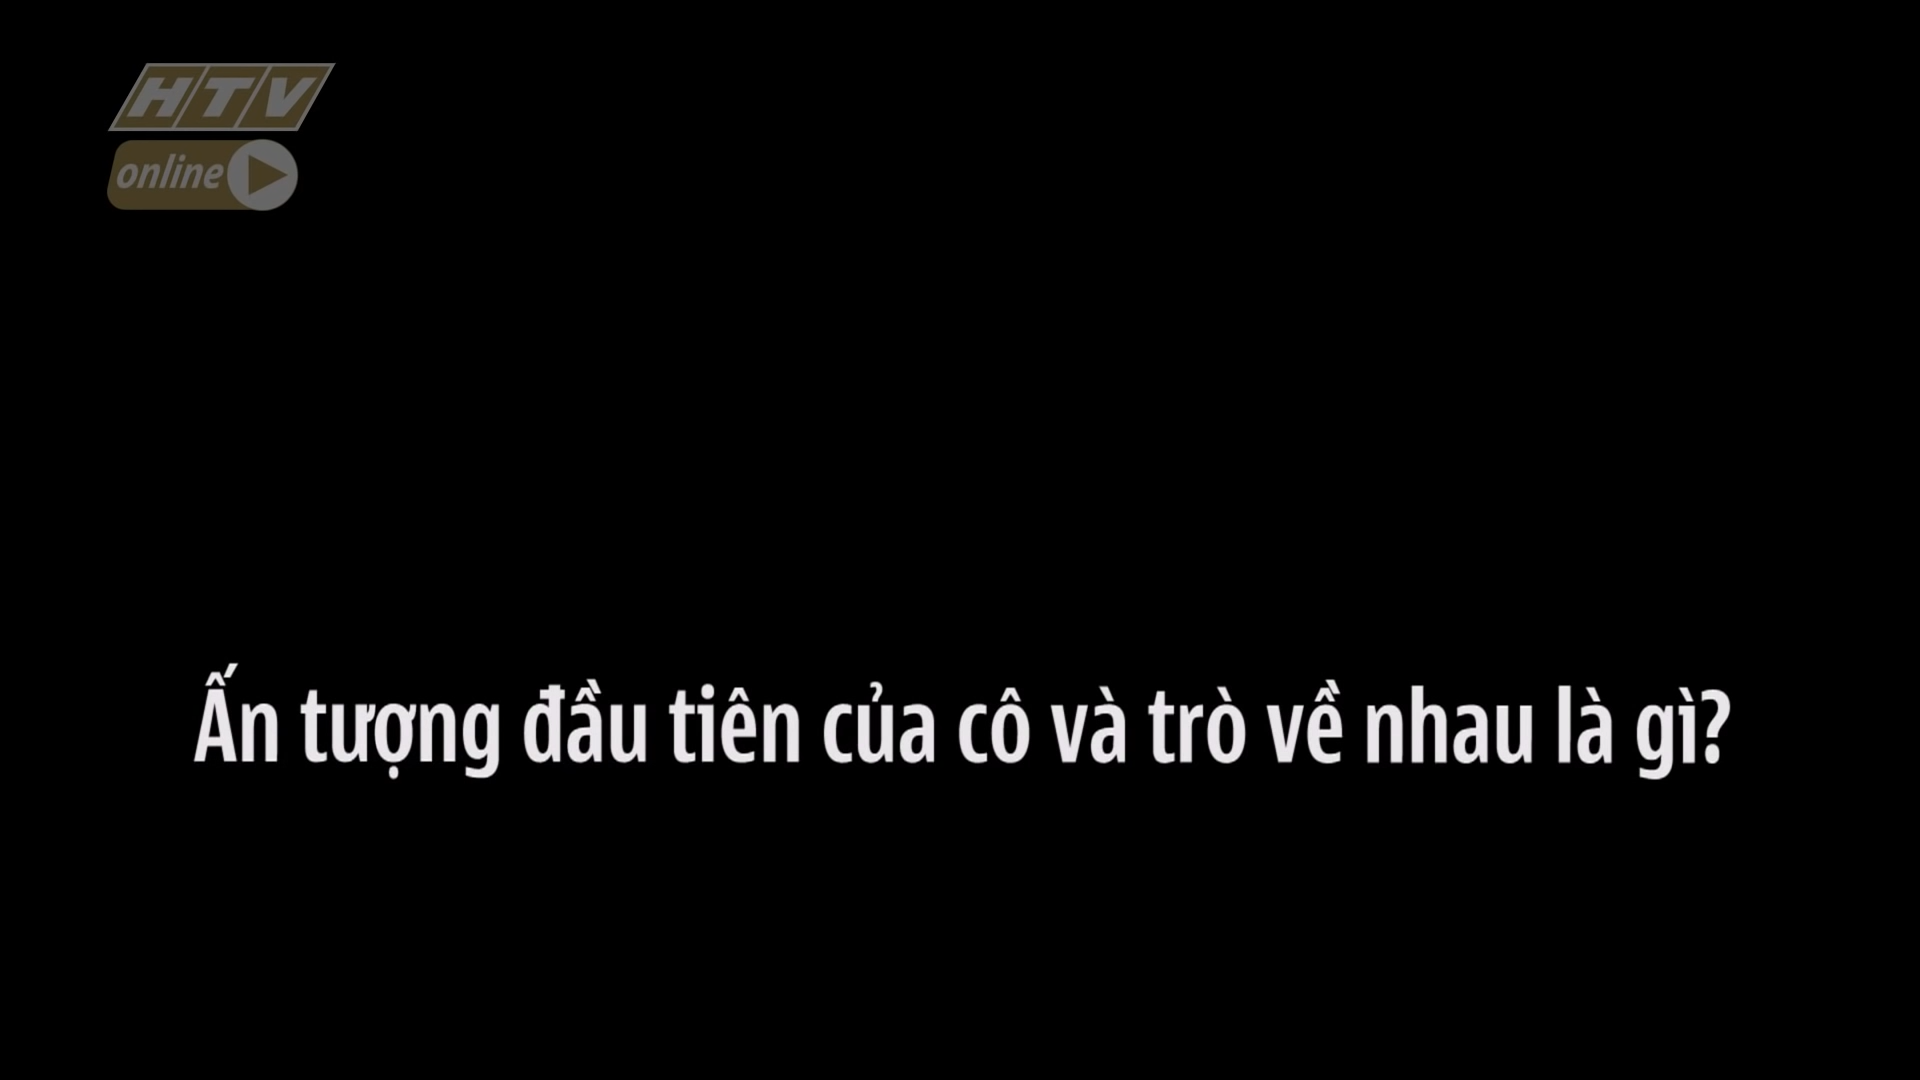 HTV
online
Ấn tượng đầu tiên của cô và trò về nhau là gì?